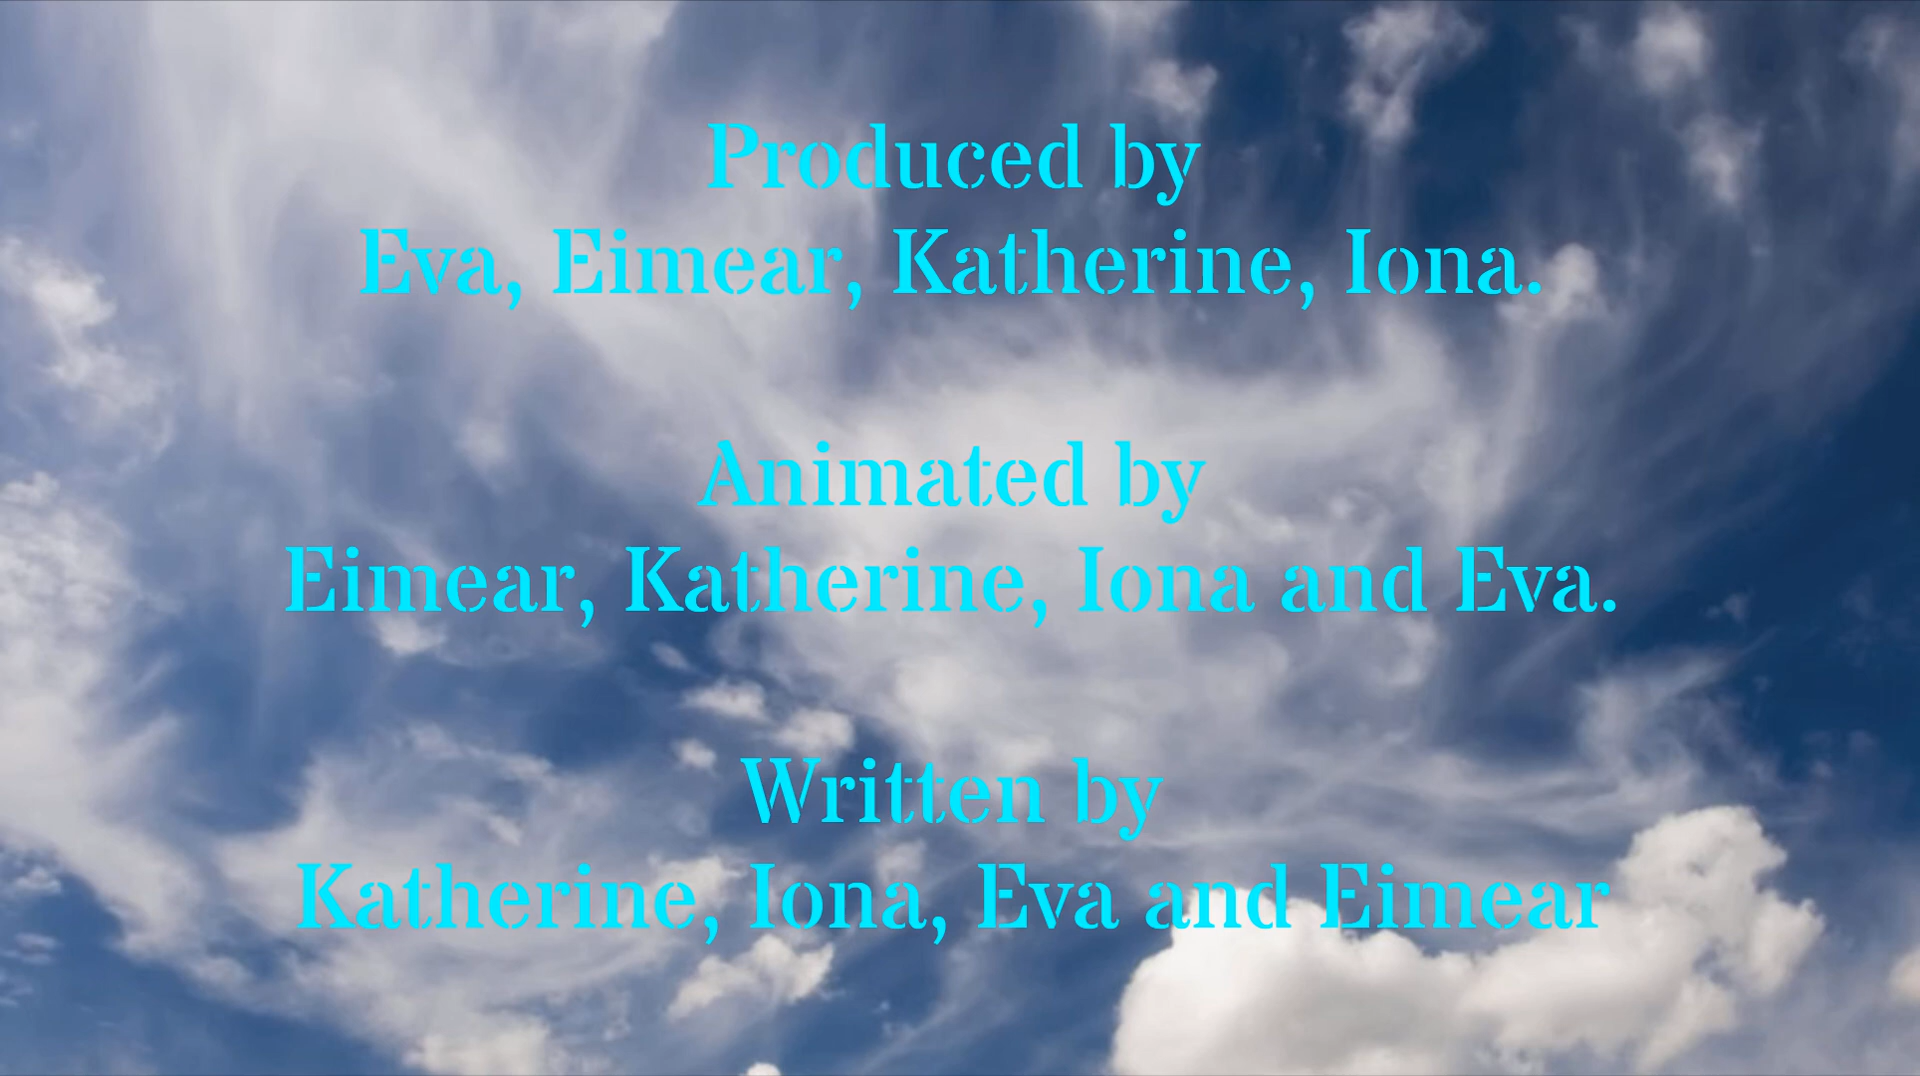 Produced by
Eva, Eimear, Katherine, Iona.
Animated by
Eimear, Katherine, Iona and Eva.
Written by
Katherine, Iona, Eva and Eimear